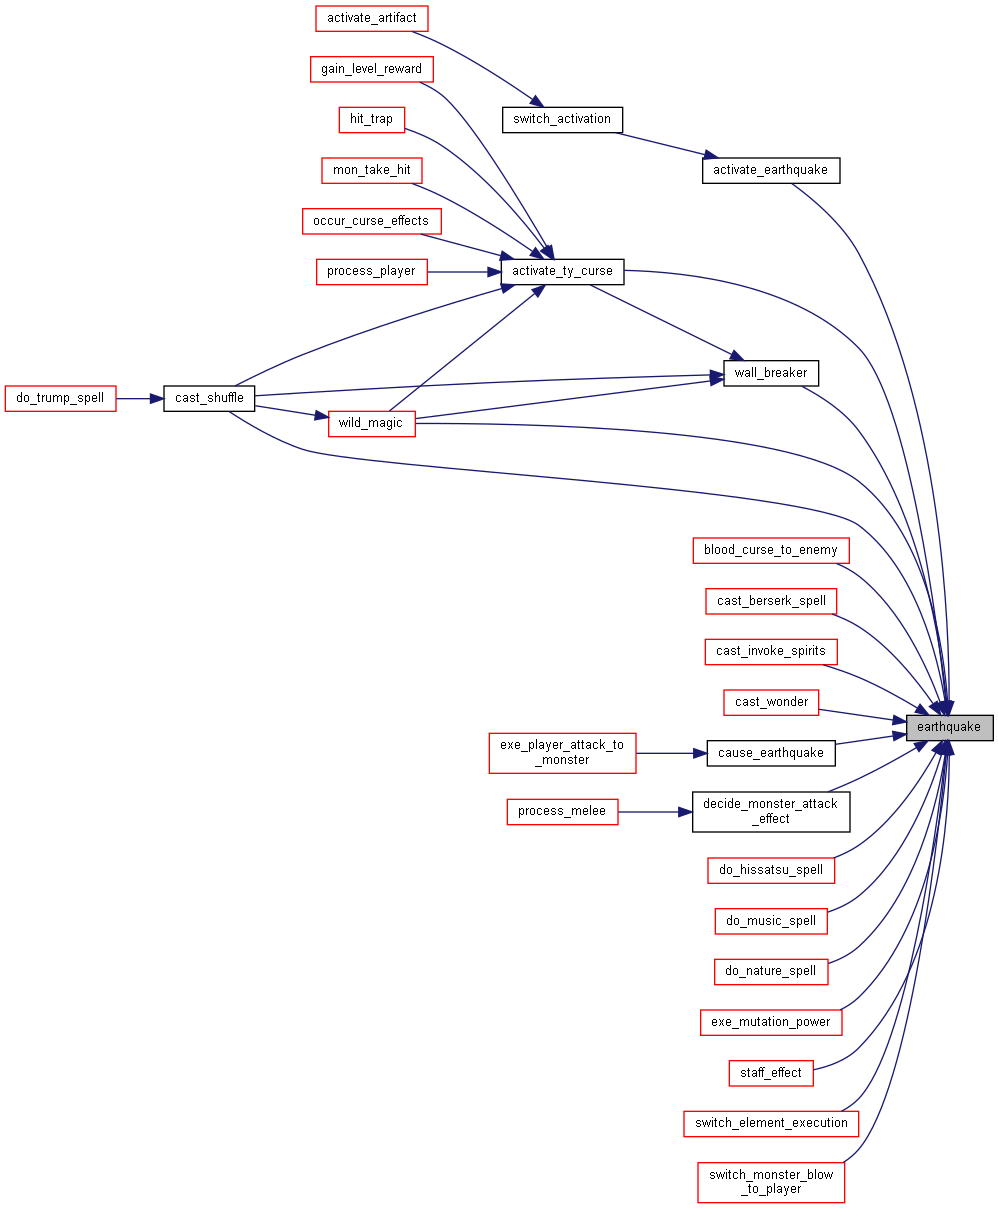 activate_artifact
gain_level_reward
switch_activation
hit_trap
mon_take_hit
activate_earthquake
occur_curse_effects
process_player
activate_ty_curse
wall_breaker
do_trump_spell
cast_shuffle
wild_magic
blood_curse_to_enemy
cast_berserk_spell
cast_invoke_spirits
cast_wonder
earthquake
exe_player_attack_to
_monster
cause_earthquake
process_melee
decide_monster_attack
_effect
do_hissatsu_spell
do_music_spell
do_nature_spell
exe_mutation_power
staff_effect
switch_element_execution
switch_monster_blow
_to_player